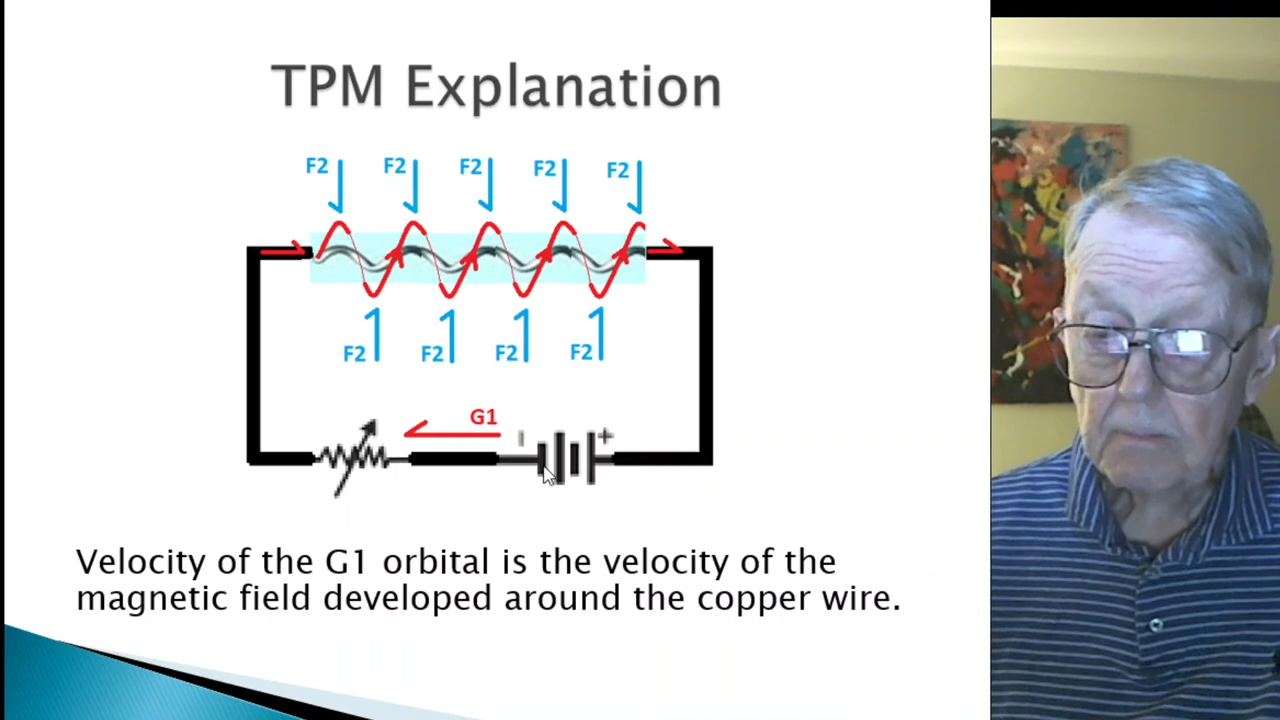 TPM Explanation
F2 F2 F2 F2 F2
F2 F2 F2 F2
G1
+
Velocity of the G1 orbital is the velocity of the
magnetic field developed around the copper wire.